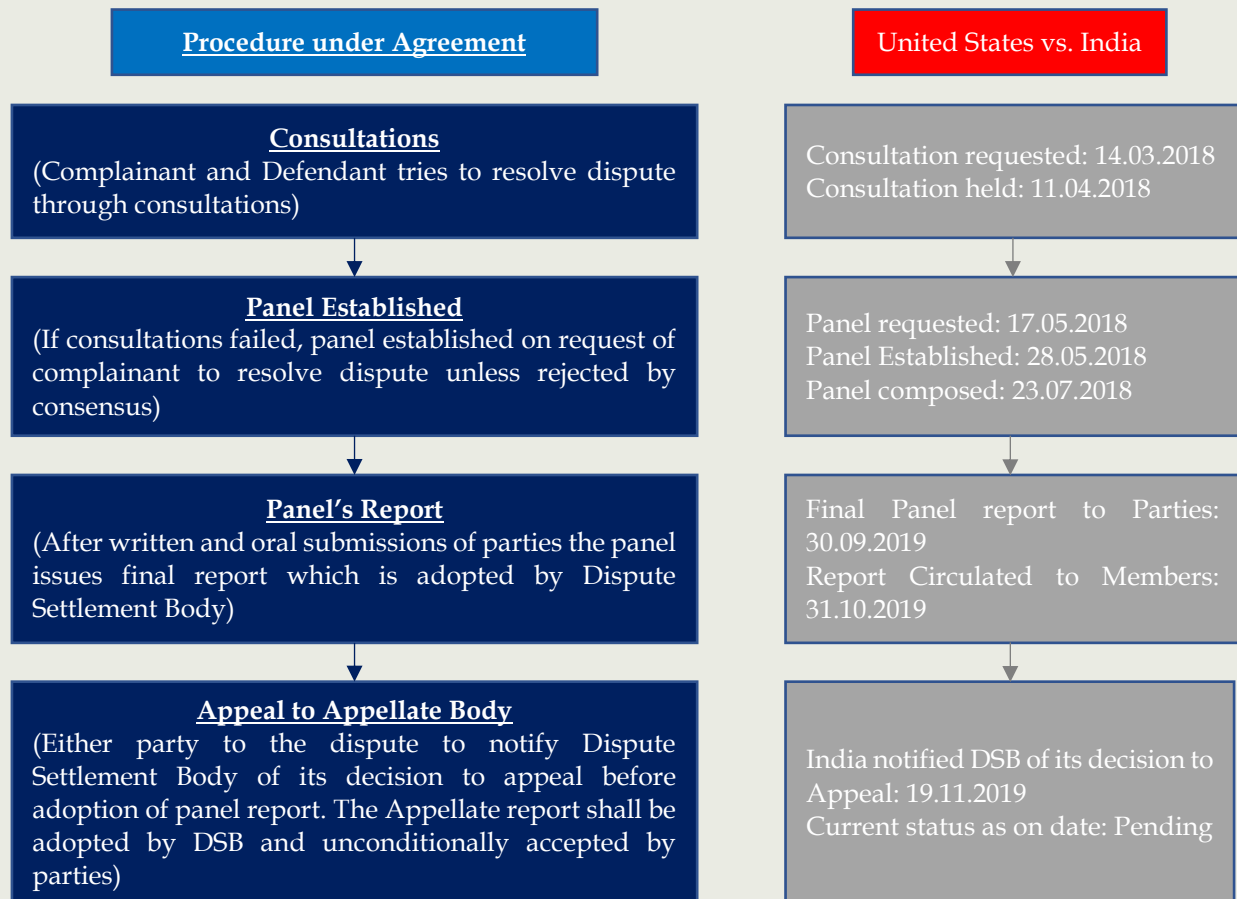 Procedure under Agreement
United States vs. India
Consultations
(Complainant and Defendant tries to resolve dispute
through consultations)
Consultation requested: 14.03.2018
Consultation held: 11.04.2018
Panel Established
(If consultations failed, panel established on request of
complainant to resolve dispute unless rejected by
consensus)
Panel requested: 17.05.2018
Panel Established: 28.05.2018
Panel composed: 23.07.2018
Panel’s Report
(After written and oral submissions of parties the panel
issues final report which is adopted by Dispute
Settlement Body)
Final Panel report to Parties:
30.09.2019
Report Circulated to Members:
31.10.2019
Appeal to Appellate Body
(Either party to the dispute to notify Dispute
Settlement Body of its decision to appeal before
adoption of panel report. The Appellate report shall be
adopted by DSB and unconditionally accepted by
parties)
India notified DSB of its decision to
Appeal: 19.11.2019
Current status as on date: Pending